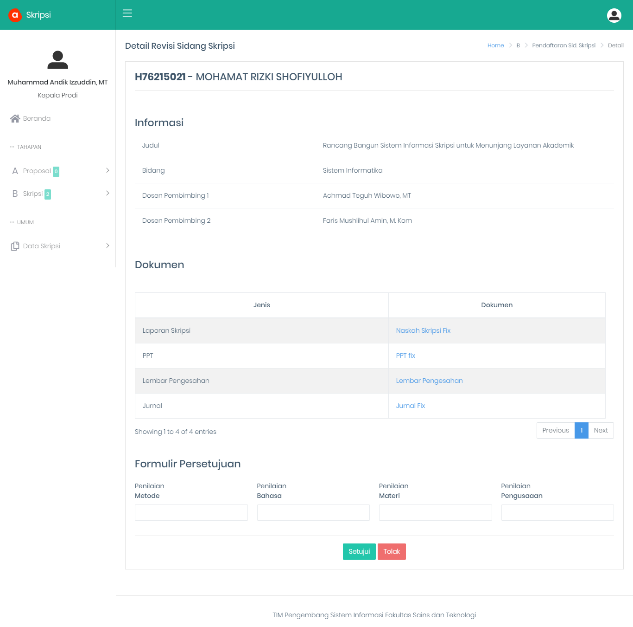 a Skripsi
Muhammad Andik Izzuddin, MT
Kepala Prodi
Beranda
-- TAHAPAN
A Proposal
B Skripsi
-- UMUM
Data Skripsi
Detail Revisi Sidang Skripsi
Home > B > Pendaftaran Sid. Skripsi > Detail
H76215021 - MOHAMAT RIZKI SHOFIYULLOH
Informasi
Judul Rancang Bangun Sistem Informasi Skripsi untuk Menunjang Layanan Akademik
Bidang Sistem Informatika
Dosen Pembimbing 1 Achmad Teguh Wibowo, MT
Dosen Pembimbing 2 Faris Mushlihul Amin, M. Kom
Dokumen
Jenis Dokumen
Laporan Skripsi Naskah Skripsi Fix
PPT PPT fix
Lembar Pengesahan Lembar Pengesahan
Jurnal Jurnal Fix
Showing 1 to 4 of 4 entries
Previous 1 Next
Formulir Persetujuan
Penilaian Penilaian Penilaian Penilaian
Metode Bahasa Materi Penguasaan
Setujui Tolak
TIM Pengembang Sistem Informasi Fakultas Sains dan Teknologi